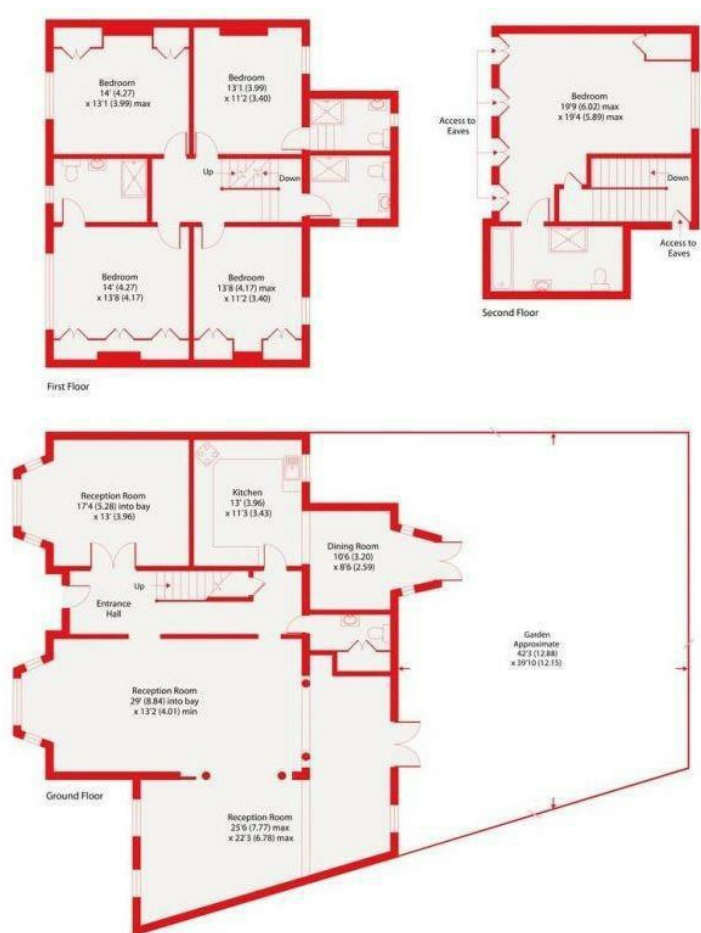 Bedroom
14' (4.27)
x 13'1 (3.99) max
Bedroom
13'1 (3.99)
x 11'2 (3.40)
Up
Down
Bedroom
14' (4.27)
x 13'8 (4.17)
Bedroom
13'8 (4.17) max
x 11'2 (3.40)
First Floor
Access to
Eaves
Bedroom
19'9 (6.02) max
x 19'4 (5.89) max
Down
Access to
Eaves
Second Floor
Reception Room
17'4 (5.28) into bay
x 13' (3.96)
Kitchen
13' (3.96)
x 11'3 (3.43)
Dining Room
10'6 (3.20)
x 8'6 (2.59)
Up
Entrance
Hall
Garden
Approximate
42'3 (12.88)
x 39'10 (12.15)
Reception Room
29' (8.84) into bay
x 13'2 (4.01) min
Ground Floor
Reception Room
25'6 (7.77) max
x 22'3 (6.78) max